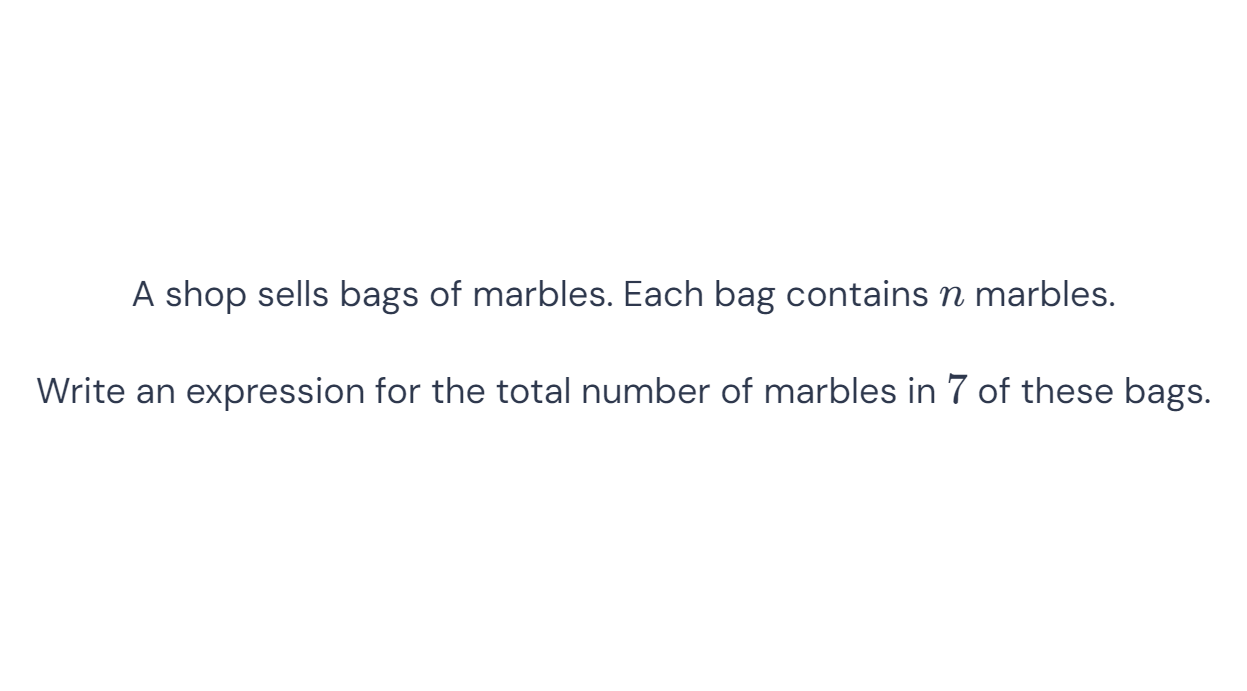 A shop sells bags of marbles. Each bag contains n marbles.
Write an expression for the total number of marbles in 7 of these bags.